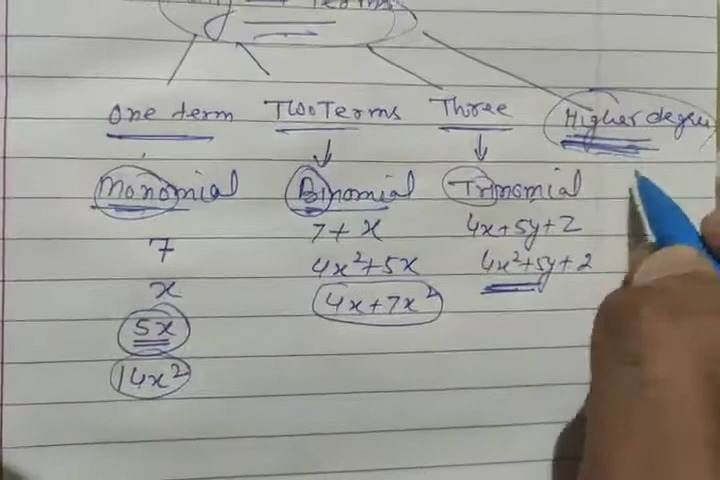 Terms
One term Two Terms Three Higher degree
Monomial Binomial Trinomial
7 7 + x 4x+5y+2
x 4x²+5x 4x²+5y+2
5x 4x+7x²
14x²